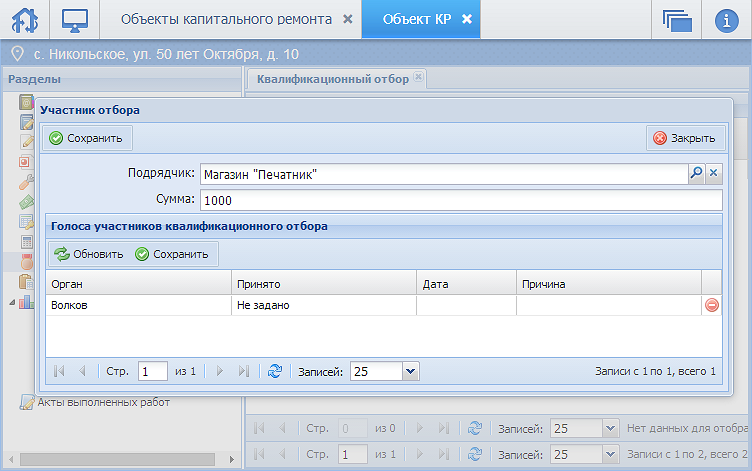 Объекты капитального ремонта Объект КР
с. Никольское, ул. 50 лет Октября, д. 10
Разделы Квалификационный отбор
Участник отбора
Сохранить Закрыть
Подрядчик: Магазин "Печатник"
Сумма: 1000
Голоса участников квалификационного отбора
Обновить Сохранить
Орган Принято Дата Причина
Волков Не задано
Стр. 1 из 1 Записей: 25 Записи с 1 по 1, всего 1
Акты выполненных работ
Стр. 0 из 0 Записей: 25 Нет данных для отобра
Стр. 1 из 1 Записей: 25 Записи с 1 по 2, всего 2